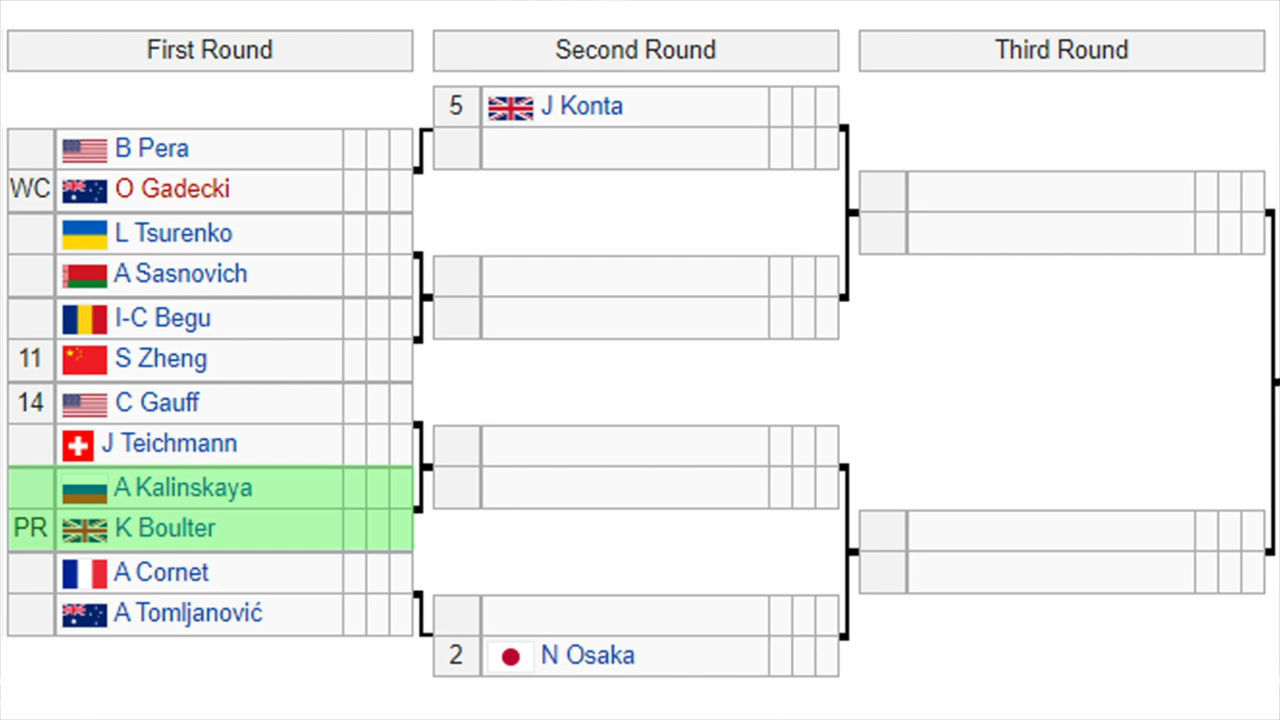 First Round
Second Round
Third Round
5 J Konta
B Pera
WC O Gadecki
L Tsurenko
A Sasnovich
I-C Begu
11 S Zheng
14 C Gauff
J Teichmann
A Kalinskaya
PR K Boulter
A Cornet
A Tomljanović
2 N Osaka